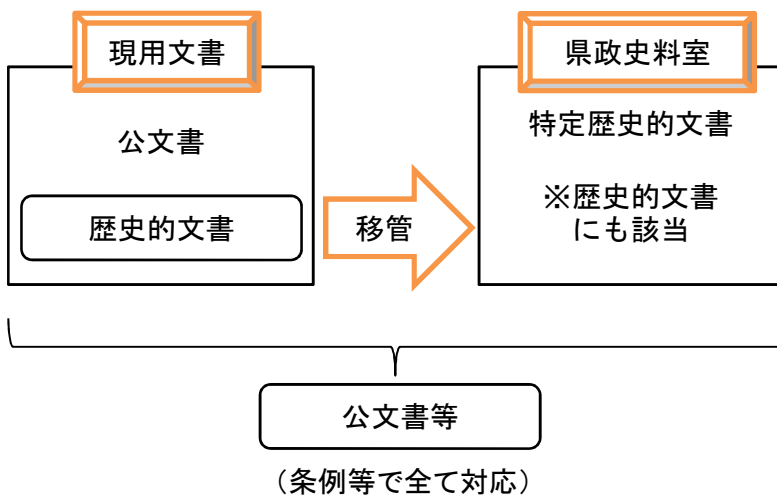 現用文書
公文書
歴史的文書
移管
県政史料室
特定歴史的文書
※歴史的文書
にも該当
公文書等
（条例等で全て対応）